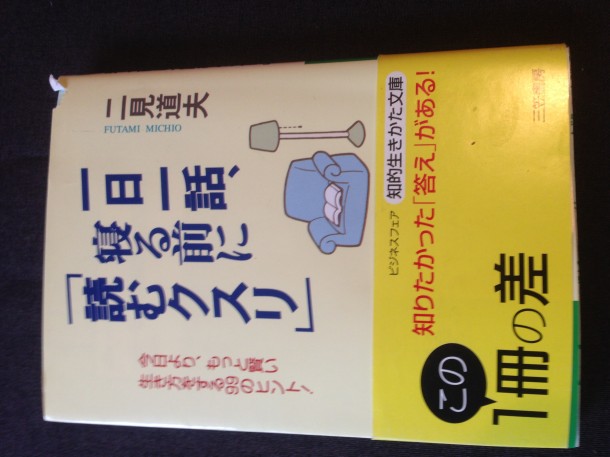 二見道夫
FUTAMI MICHIO
一日一話、
寝る前に
「読むクスリ」
今日より、もっと賢い
生き方をする99のヒント!
ビジネスフェア 知的生きかた文庫
知りたかった「答え」がある!
この
1冊の差
三笠書房